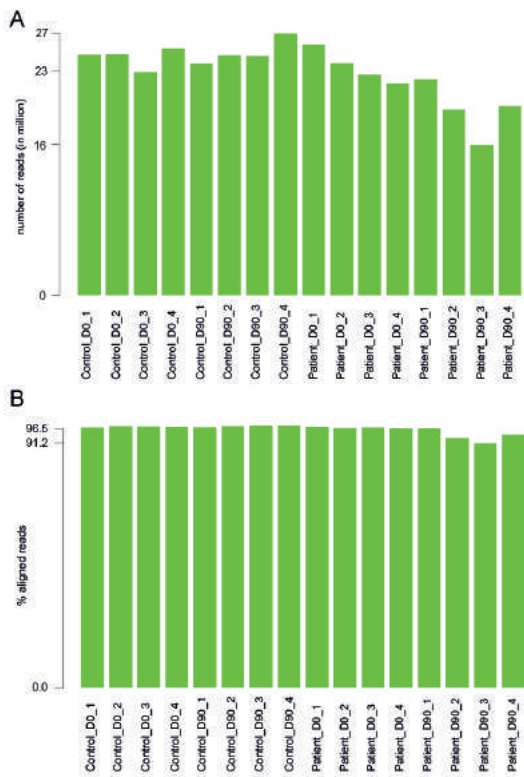 A
number of reads (in million)
27
23
16
0
Control_D0_1
Control_D0_2
Control_D0_3
Control_D0_4
Control_D90_1
Control_D90_2
Control_D90_3
Control_D90_4
Patient_D0_1
Patient_D0_2
Patient_D0_3
Patient_D0_4
Patient_D90_1
Patient_D90_2
Patient_D90_3
Patient_D90_4
B
% aligned reads
96.5
91.2
0.0
Control_D0_1
Control_D0_2
Control_D0_3
Control_D0_4
Control_D90_1
Control_D90_2
Control_D90_3
Control_D90_4
Patient_D0_1
Patient_D0_2
Patient_D0_3
Patient_D0_4
Patient_D90_1
Patient_D90_2
Patient_D90_3
Patient_D90_4